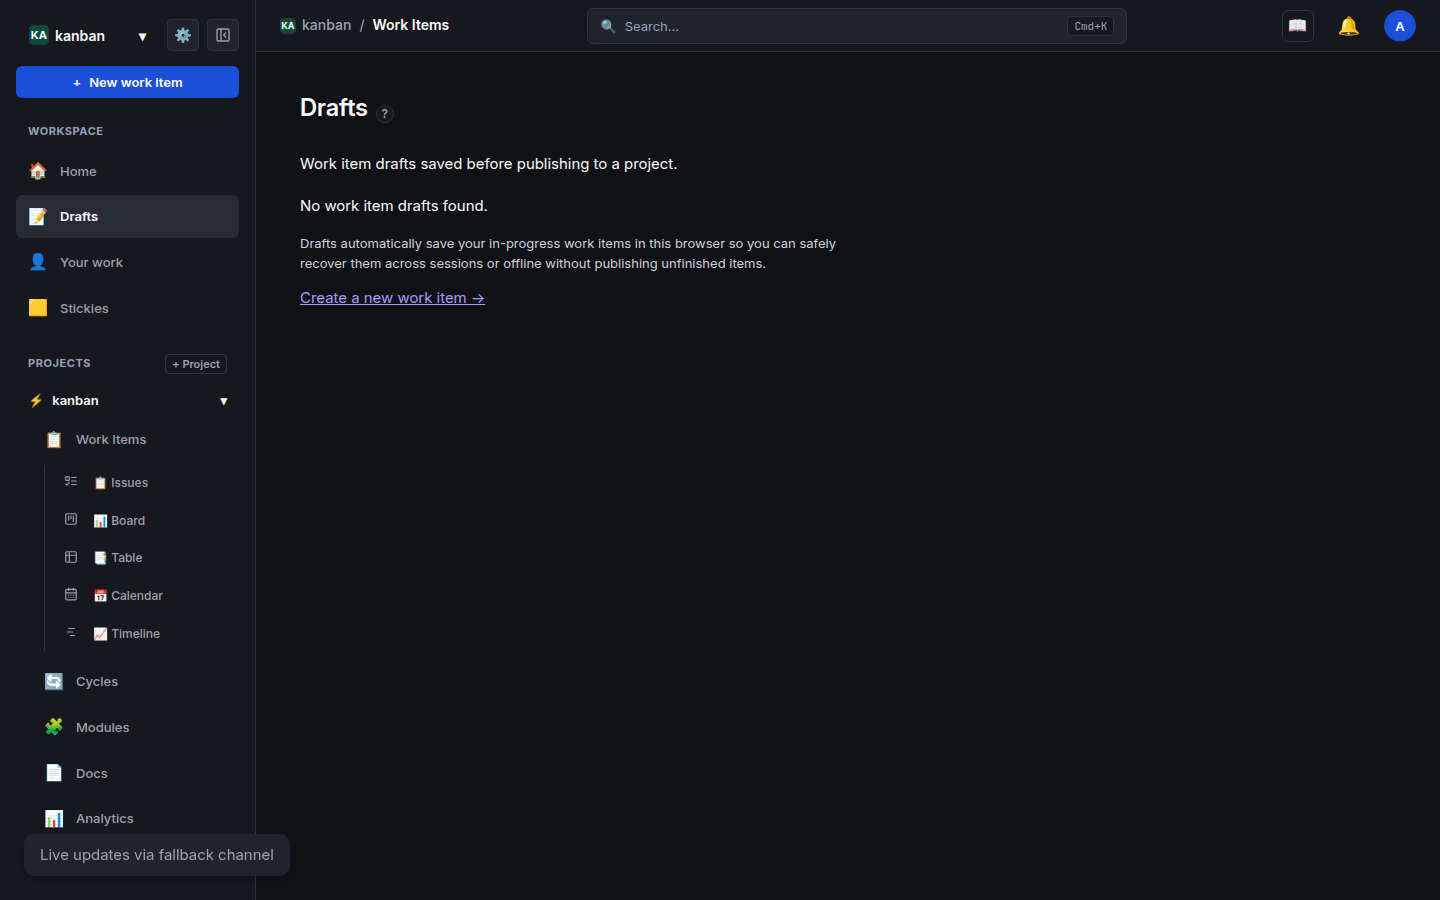 KA kanban ▾
+ New work item
WORKSPACE
Home
Drafts
Your work
Stickies
PROJECTS
+ Project
kanban ▾
Work Items
Issues
Board
Table
Calendar
Timeline
Cycles
Modules
Docs
Analytics
Live updates via fallback channel
KA kanban / Work Items
Search...
Cmd+K
A
Drafts ?
Work item drafts saved before publishing to a project.
No work item drafts found.
Drafts automatically save your in-progress work items in this browser so you can safely
recover them across sessions or offline without publishing unfinished items.
Create a new work item →